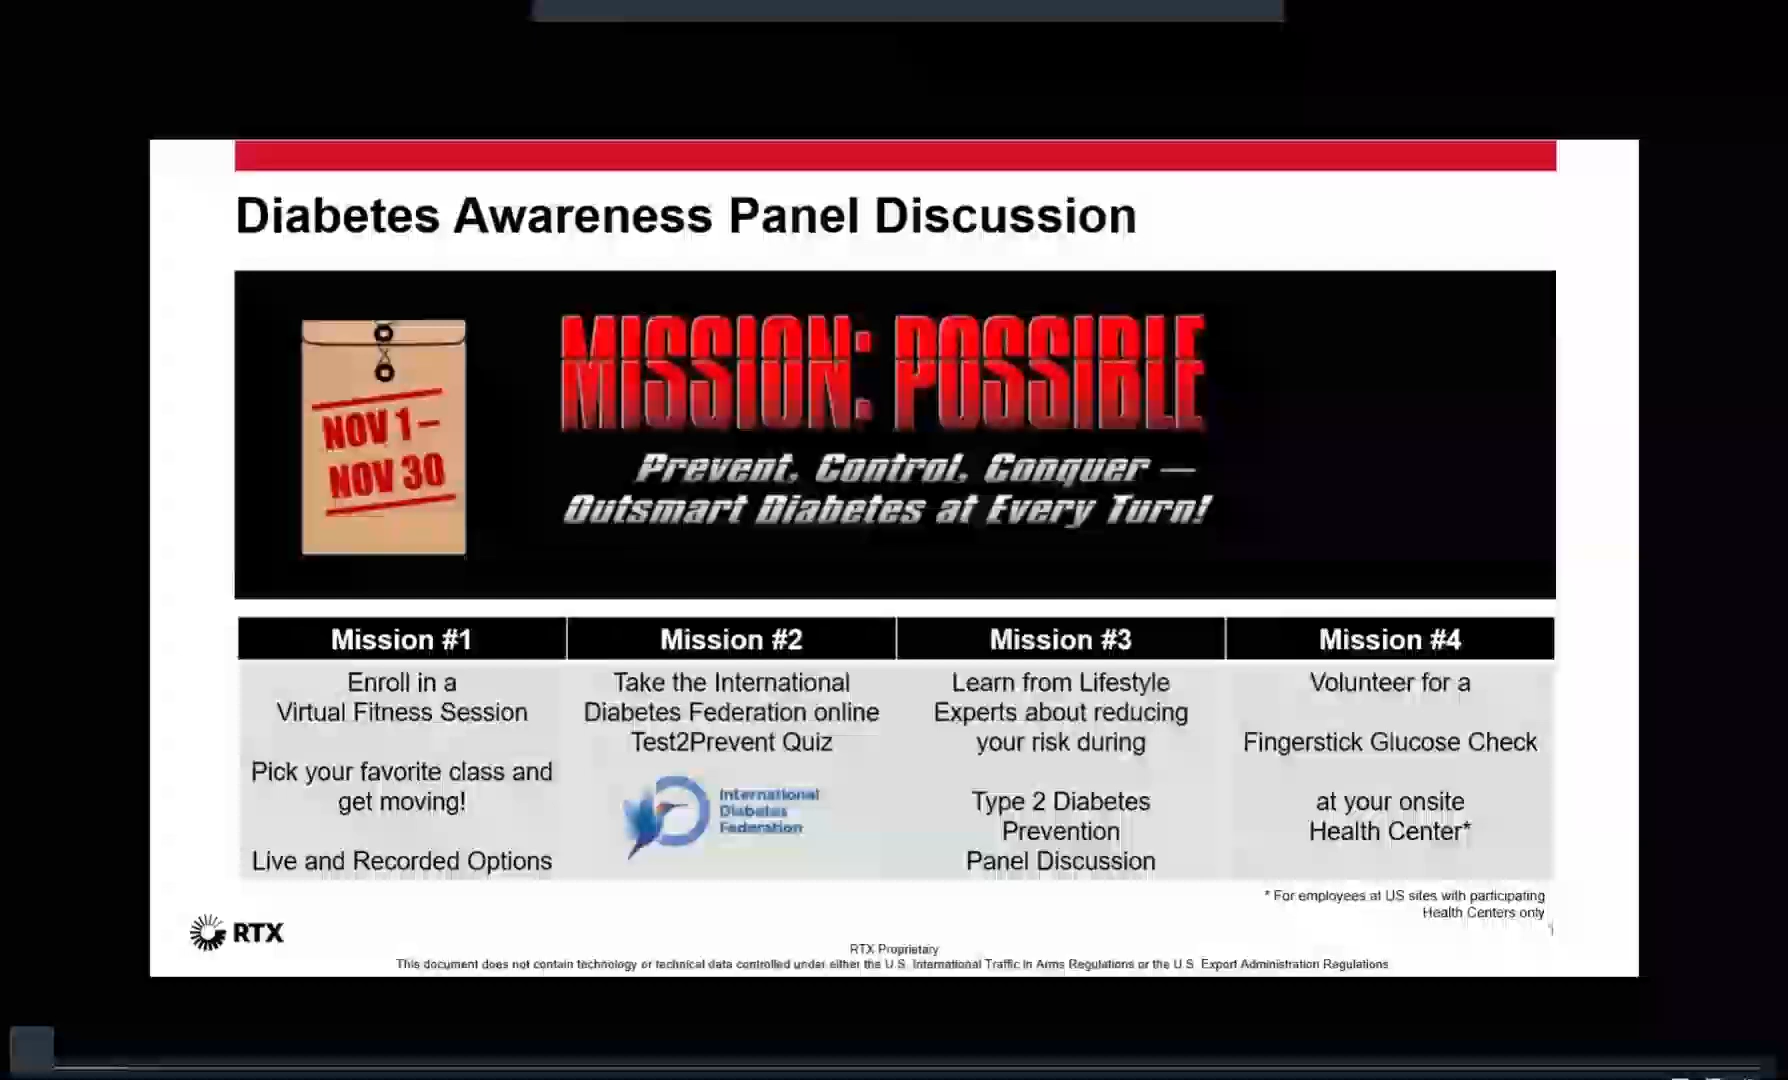 Diabetes Awareness Panel Discussion
NOV 1 –
NOV 30
MISSION: POSSIBLE
Prevent, Control, Conquer —
Outsmart Diabetes at Every Turn!
Mission #1
Enroll in a
Virtual Fitness Session
Pick your favorite class and
get moving!
Live and Recorded Options
Mission #2
Take the International
Diabetes Federation online
Test2Prevent Quiz
International
Diabetes
Federation
Mission #3
Learn from Lifestyle
Experts about reducing
your risk during
Type 2 Diabetes
Prevention
Panel Discussion
Mission #4
Volunteer for a
Fingerstick Glucose Check
at your onsite
Health Center*
* For employees at US sites with participating
Health Centers only
1
RTX
RTX Proprietary
This document does not contain technology or technical data controlled under either the U.S. International Traffic in Arms Regulations or the U.S. Export Administration Regulations